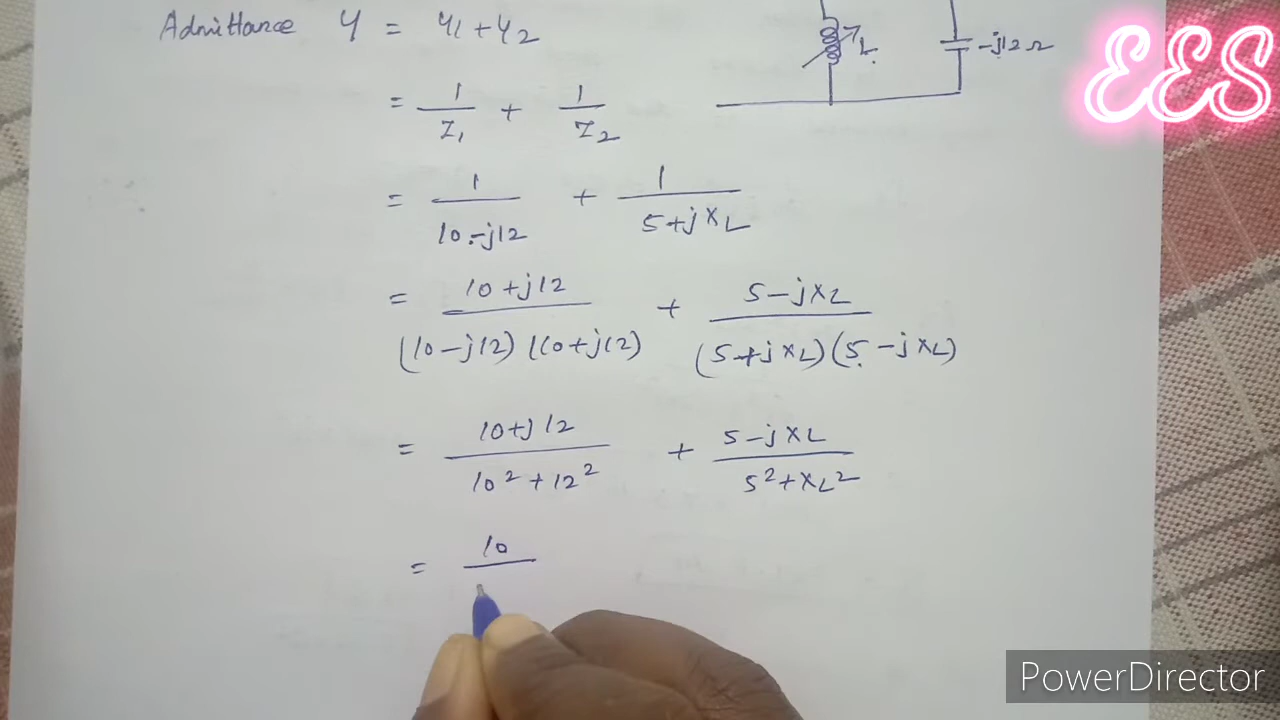 Admittance Y = Y1 + Y2
= 1/Z1 + 1/Z2
= 1/(10-j12) + 1/(5+jXL)
= (10+j12)/((10-j12)(10+j12)) + (5-jXL)/((5+jXL)(5-jXL))
= (10+j12)/(10²+12²) + (5-jXL)/(5²+XL²)
= 10
L
-j12Ω
EES
PowerDirector